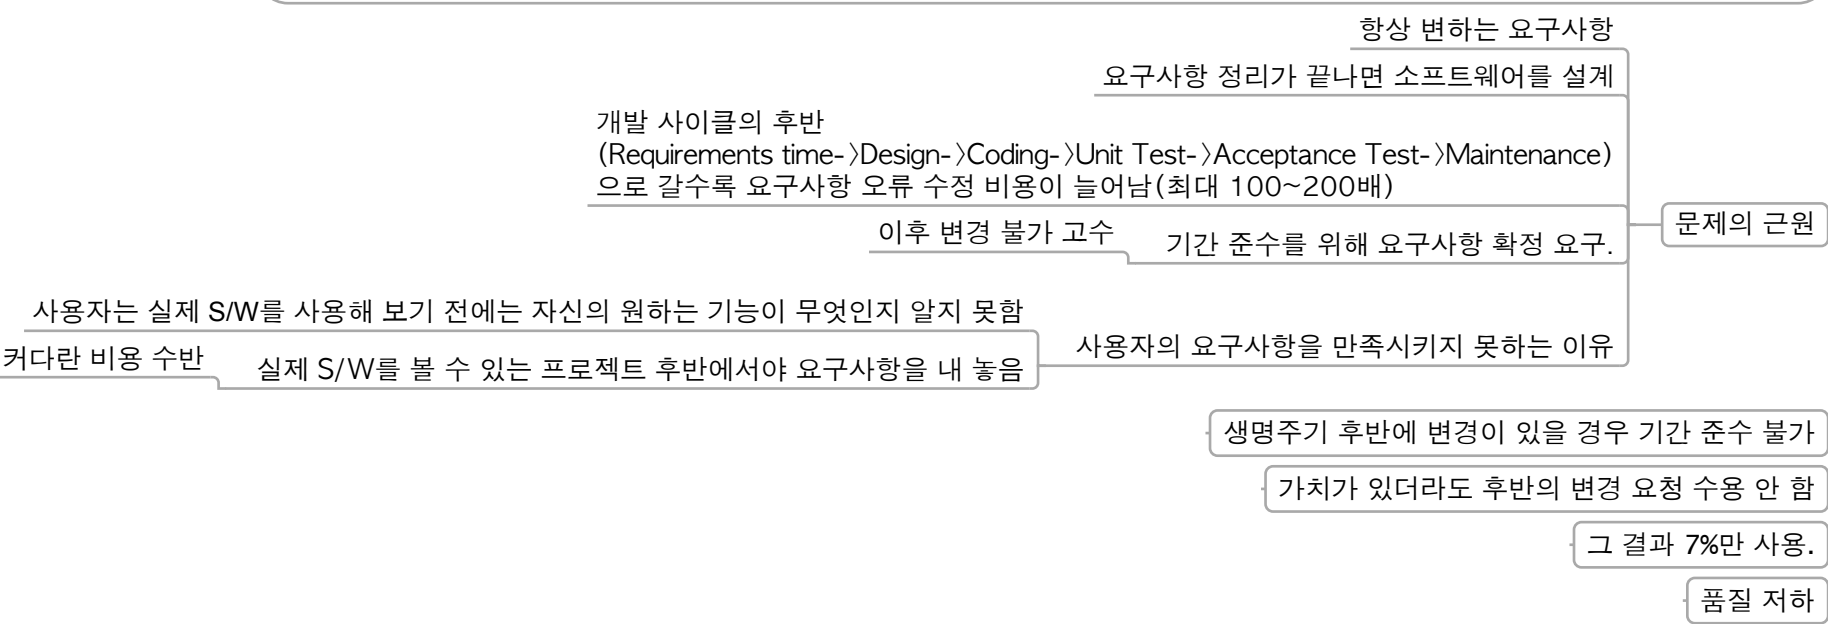 항상 변하는 요구사항
요구사항 정리가 끝나면 소프트웨어를 설계
개발 사이클의 후반
(Requirements time->Design->Coding->Unit Test->Acceptance Test->Maintenance)
으로 갈수록 요구사항 오류 수정 비용이 늘어남(최대 100~200배)
이후 변경 불가 고수
기간 준수를 위해 요구사항 확정 요구.
문제의 근원
사용자는 실제 S/W를 사용해 보기 전에는 자신의 원하는 기능이 무엇인지 알지 못함
커다란 비용 수반
실제 S/W를 볼 수 있는 프로젝트 후반에서야 요구사항을 내 놓음
사용자의 요구사항을 만족시키지 못하는 이유
생명주기 후반에 변경이 있을 경우 기간 준수 불가
가치가 있더라도 후반의 변경 요청 수용 안 함
그 결과 7%만 사용.
품질 저하